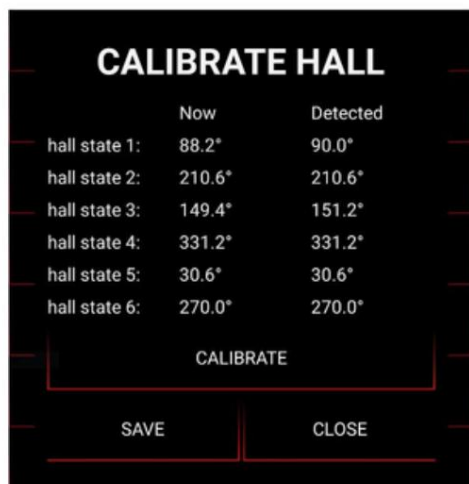 CALIBRATE HALL
Now Detected
hall state 1: 88.2° 90.0°
hall state 2: 210.6° 210.6°
hall state 3: 149.4° 151.2°
hall state 4: 331.2° 331.2°
hall state 5: 30.6° 30.6°
hall state 6: 270.0° 270.0°
CALIBRATE
SAVE CLOSE